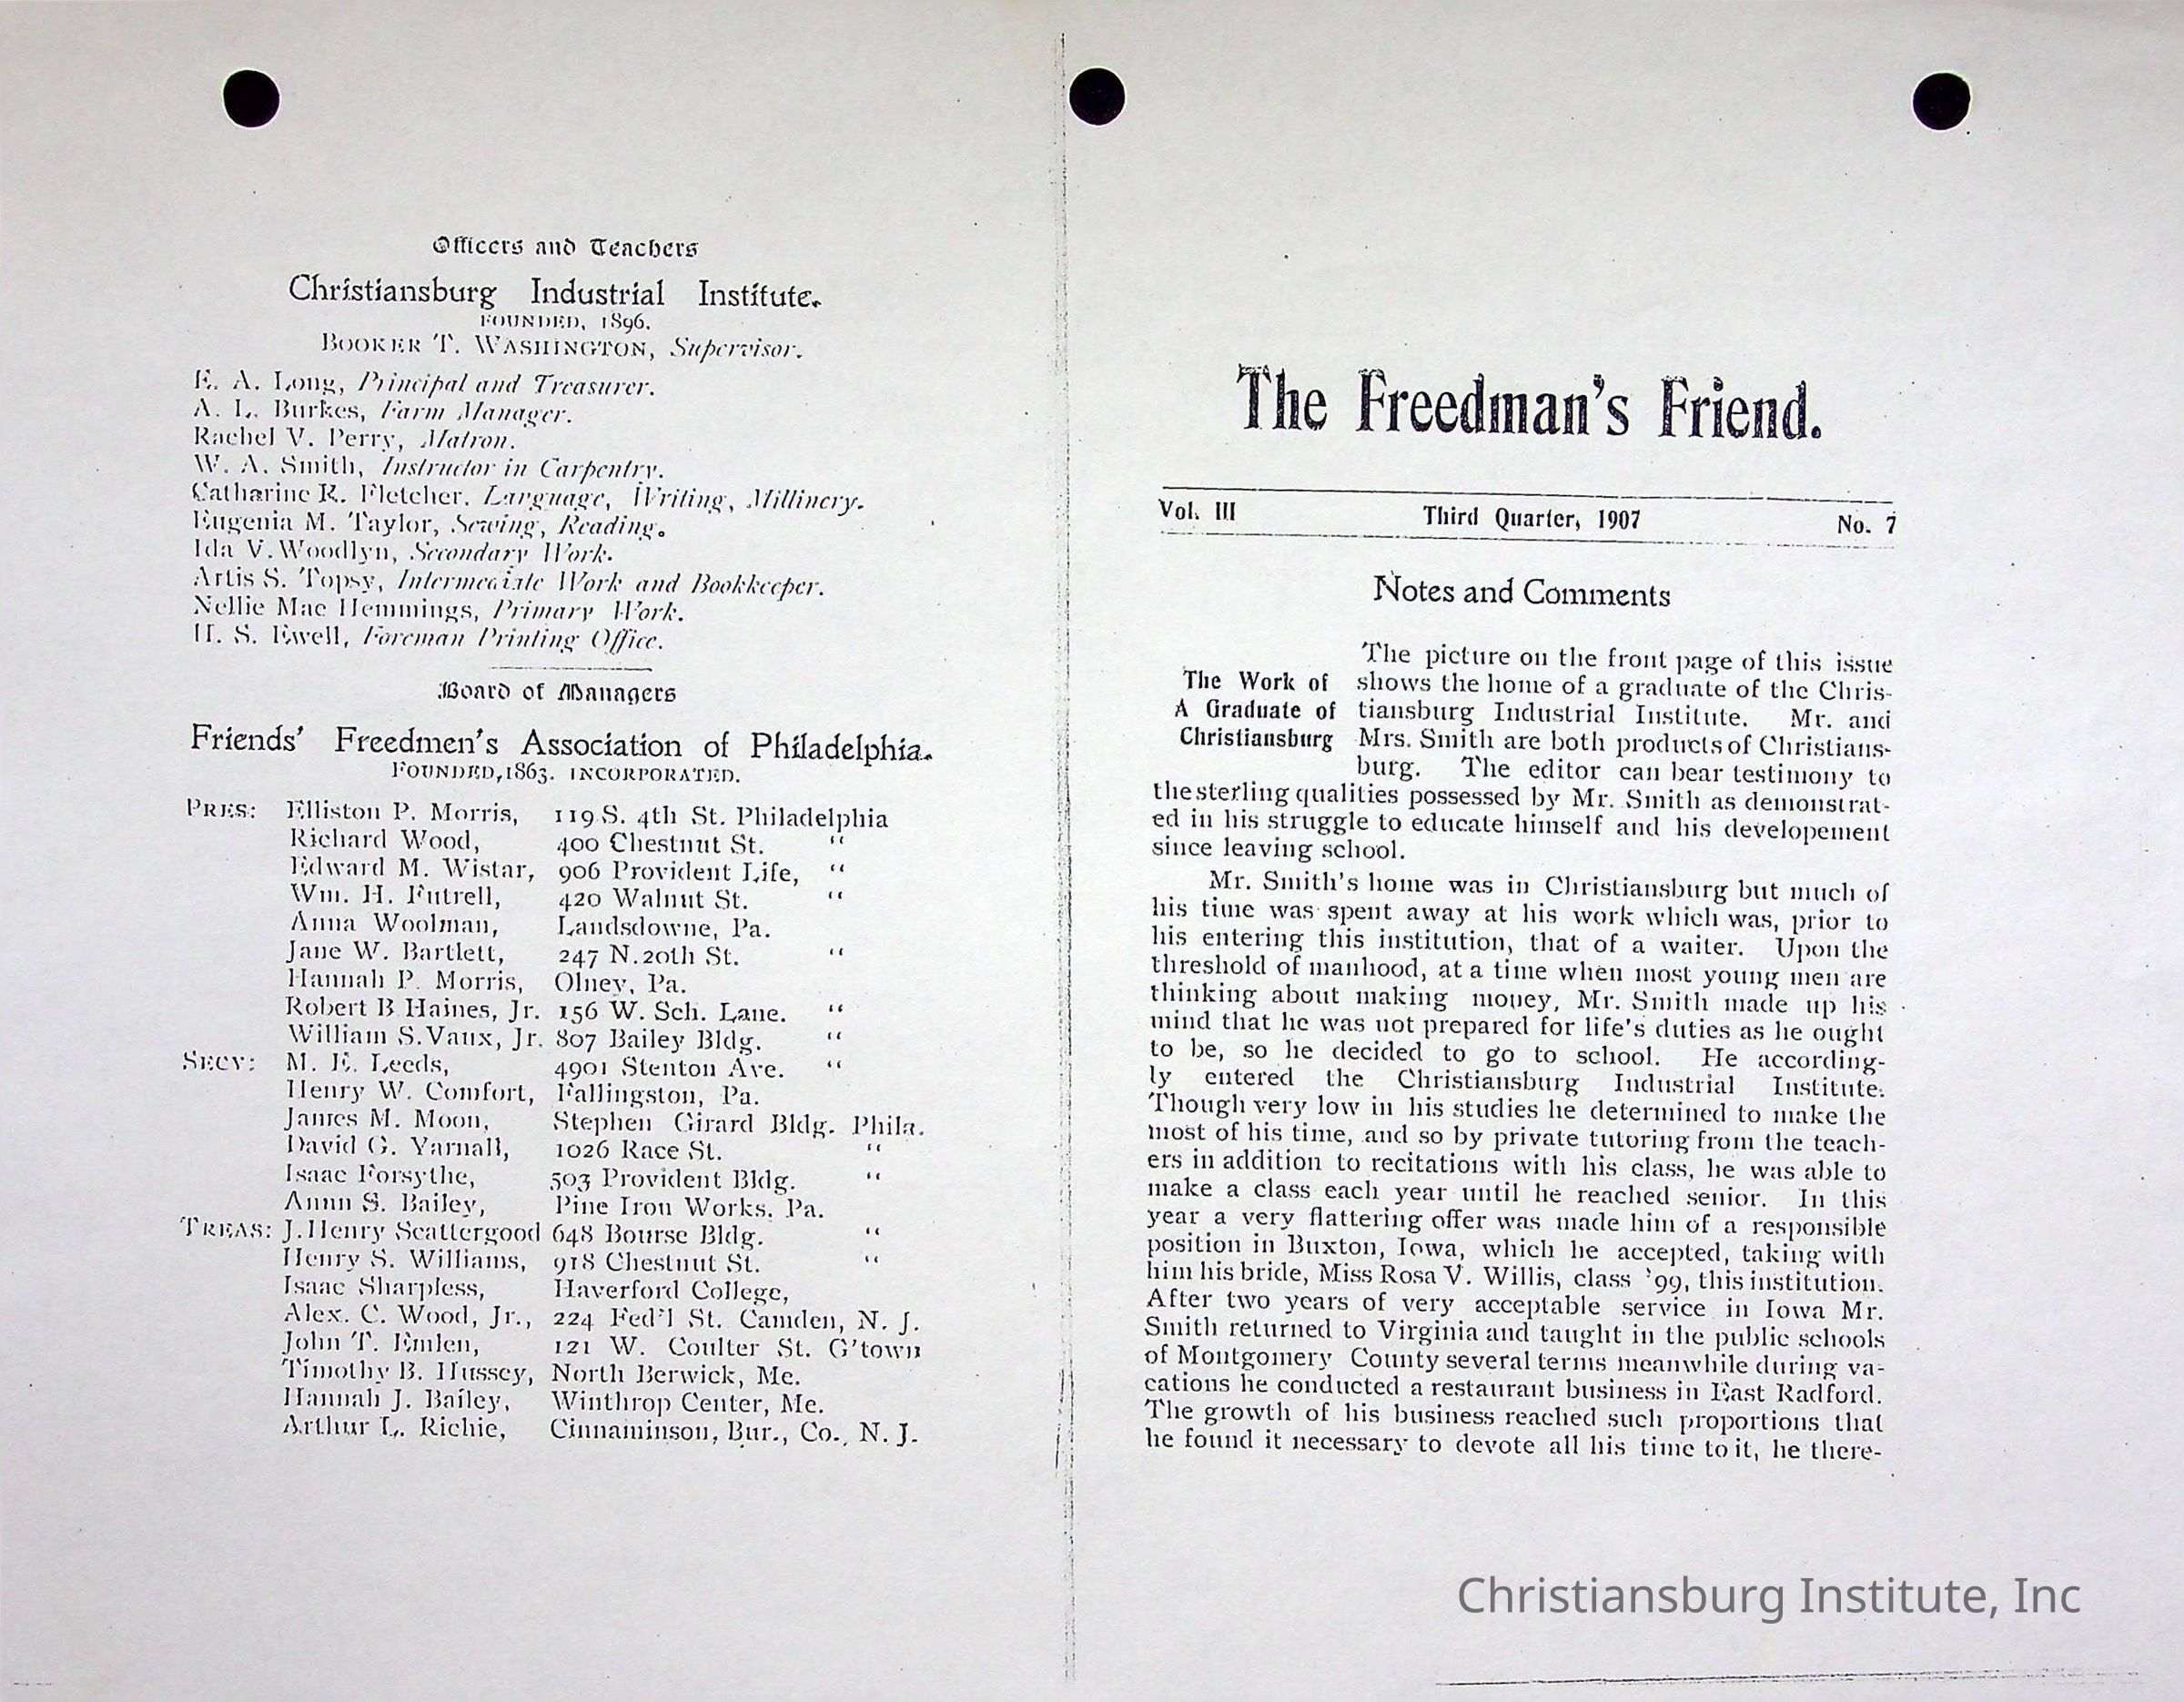 Officers and Teachers
Christiansburg Industrial Institute.
FOUNDED, 1896.
BOOKER T. WASHINGTON, Supervisor.
E. A. Long, Principal and Treasurer.
A. L. Burkes, Farm Manager.
Rachel V. Perry, Matron.
W. A. Smith, Instructor in Carpentry.
Catharine R. Fletcher. Language, Writing, Millinery.
Eugenia M. Taylor, Sewing, Reading.
Ida V. Woodlyn, Secondary Work.
Artis S. Topsy, Intermediate Work and Bookkeeper.
Nellie Mae Hemmings, Primary Work.
H. S. Ewell, Foreman Printing Office.
Board of Managers
Friends' Freedmen's Association of Philadelphia.
FOUNDED, 1863. INCORPORATED.
PRES: Elliston P. Morris, 119 S. 4th St. Philadelphia
Richard Wood, 400 Chestnut St. "
Edward M. Wistar, 906 Provident Life, "
Wm. H. Futrell, 420 Walnut St. "
Anna Woolman, Landsdowne, Pa.
Jane W. Bartlett, 247 N. 20th St. "
Hannah P. Morris, Olney, Pa.
Robert B Haines, Jr. 156 W. Sch. Lane. "
William S. Vaux, Jr. 807 Bailey Bldg. "
SECY: M. E. Leeds, 4901 Stenton Ave. "
Henry W. Comfort, Fallingston, Pa.
James M. Moon, Stephen Girard Bldg. Phila.
David G. Yarnall, 1026 Race St. "
Isaac Forsythe, 503 Provident Bldg. "
Annn S. Bailey, Pine Iron Works, Pa.
TREAS: J. Henry Scattergood 648 Bourse Bldg. "
Henry S. Williams, 918 Chestnut St. "
Isaac Sharpless, Haverford College,
Alex. C. Wood, Jr., 224 Fed'l St. Camden, N. J.
John T. Emlen, 121 W. Coulter St. G'town
Timothy B. Hussey, North Berwick, Me.
Hannah J. Bailey, Winthrop Center, Me.
Arthur L. Richie, Cinnaminson, Bur., Co., N. J.
The Freedman's Friend.
Vol. III Third Quarter, 1907 No. 7
Notes and Comments
The Work of
A Graduate of
Christiansburg
The picture on the front page of this issue
shows the home of a graduate of the Chris-
tiansburg Industrial Institute. Mr. and
Mrs. Smith are both products of Christians-
burg. The editor can bear testimony to
the sterling qualities possessed by Mr. Smith as demonstrat-
ed in his struggle to educate himself and his developement
since leaving school.
Mr. Smith's home was in Christiansburg but much of
his time was spent away at his work which was, prior to
his entering this institution, that of a waiter. Upon the
threshold of manhood, at a time when most young men are
thinking about making money, Mr. Smith made up his
mind that he was not prepared for life's duties as he ought
to be, so he decided to go to school. He according-
ly entered the Christiansburg Industrial Institute.
Though very low in his studies he determined to make the
most of his time, and so by private tutoring from the teach-
ers in addition to recitations with his class, he was able to
make a class each year until he reached senior. In this
year a very flattering offer was made him of a responsible
position in Buxton, Iowa, which he accepted, taking with
him his bride, Miss Rosa V. Willis, class '99, this institution.
After two years of very acceptable service in Iowa Mr.
Smith returned to Virginia and taught in the public schools
of Montgomery County several terms meanwhile during va-
cations he conducted a restaurant business in East Radford.
The growth of his business reached such proportions that
he found it necessary to devote all his time to it, he there-
Christiansburg Institute, Inc